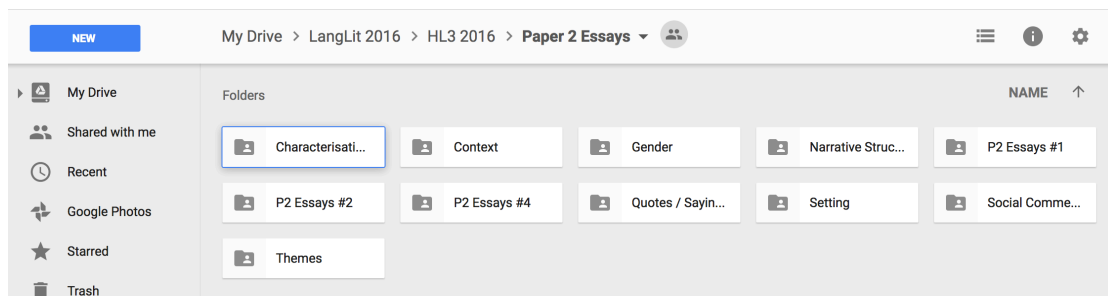 NEW
My Drive > LangLit 2016 > HL3 2016 > Paper 2 Essays
My Drive
Shared with me
Recent
Google Photos
Starred
Trash
Folders
NAME
Characterisati...
Context
Gender
Narrative Struc...
P2 Essays #1
P2 Essays #2
P2 Essays #4
Quotes / Sayin...
Setting
Social Comme...
Themes